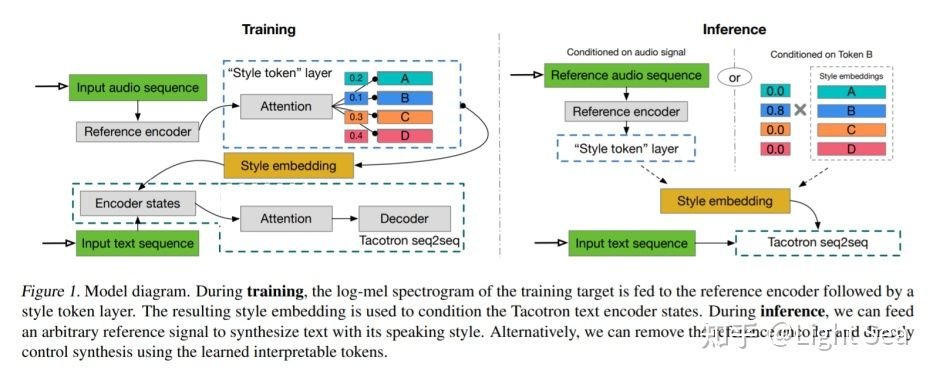 Training
Inference
Input audio sequence
Reference encoder
"Style token" layer
Attention
0.2
A
0.1
B
0.3
C
0.4
D
Style embedding
Encoder states
Attention
Decoder
Tacotron seq2seq
Input text sequence
Conditioned on audio signal
Reference audio sequence
Reference encoder
"Style token" layer
or
Conditioned on Token B
Style embeddings
0.0
A
0.8
B
0.0
C
0.0
D
Style embedding
Input text sequence
Tacotron seq2seq
Figure 1. Model diagram. During training, the log-mel spectrogram of the training target is fed to the reference encoder followed by a
style token layer. The resulting style embedding is used to condition the Tacotron text encoder states. During inference, we can feed
an arbitrary reference signal to synthesize text with its speaking style. Alternatively, we can remove the reference encoder and directly
control synthesis using the learned interpretable tokens.
知乎 @Light Sea